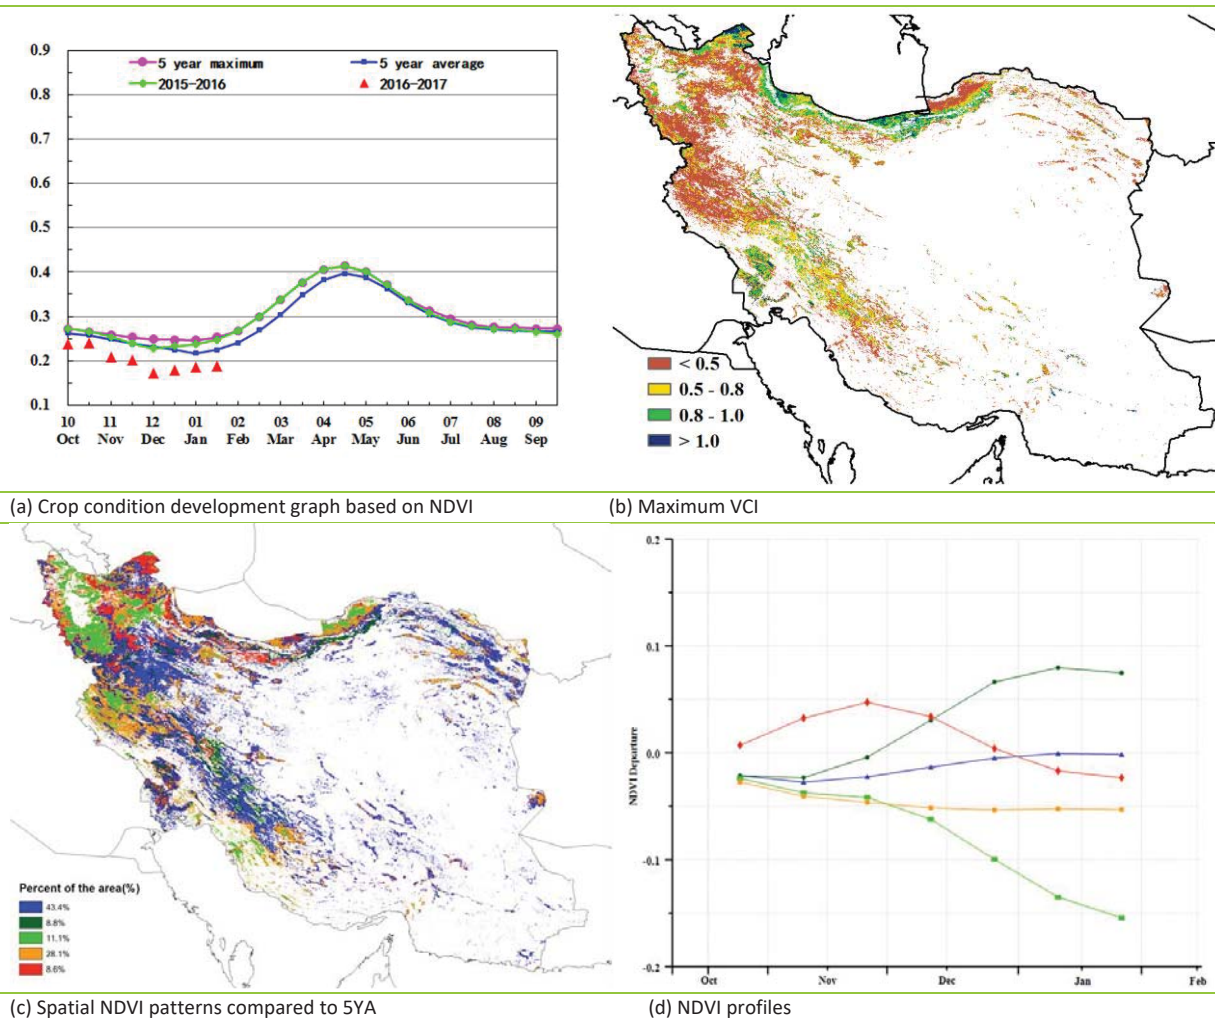 0.9
0.8
0.7
0.6
0.5
0.4
0.3
0.2
0.1
5 year maximum
5 year average
2015-2016
2016-2017
10 11 12 01 02 03 04 05 06 07 08 09
Oct Nov Dec Jan Feb Mar Apr May Jun Jul Aug Sep
< 0.5
0.5 - 0.8
0.8 - 1.0
> 1.0
(a) Crop condition development graph based on NDVI
(b) Maximum VCI
Percent of the area(%)
43.4%
8.8%
11.1%
28.1%
8.6%
0.2
0.1
0.0
-0.1
-0.2
NDVI Departure
Oct Nov Dec Jan Feb
(c) Spatial NDVI patterns compared to 5YA
(d) NDVI profiles